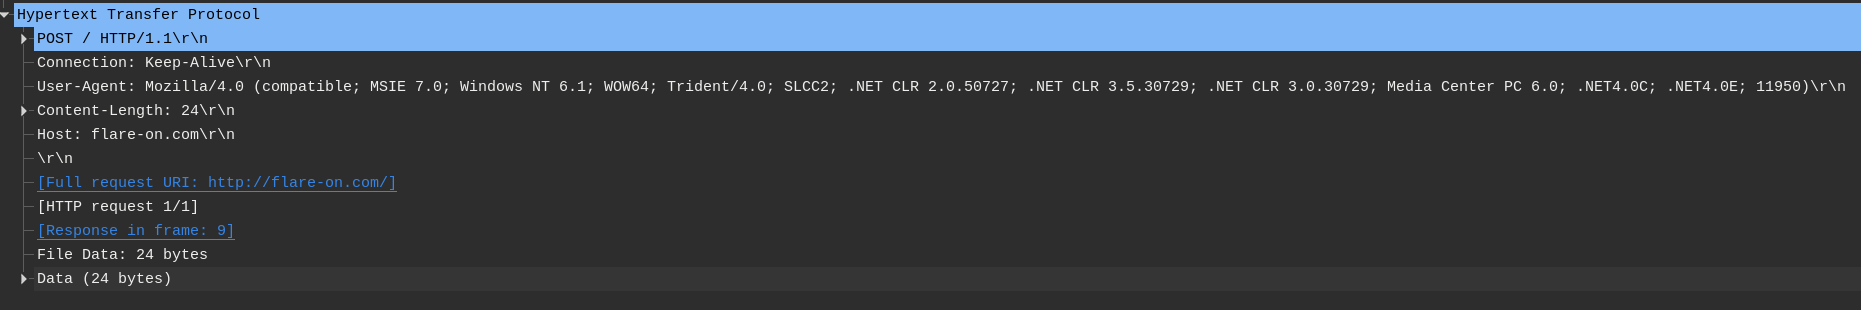 Hypertext Transfer Protocol
POST / HTTP/1.1\r\n
Connection: Keep-Alive\r\n
User-Agent: Mozilla/4.0 (compatible; MSIE 7.0; Windows NT 6.1; WOW64; Trident/4.0; SLCC2; .NET CLR 2.0.50727; .NET CLR 3.5.30729; .NET CLR 3.0.30729; Media Center PC 6.0; .NET4.0C; .NET4.0E; 11950)\r\n
Content-Length: 24\r\n
Host: flare-on.com\r\n
\r\n
[Full request URI: http://flare-on.com/]
[HTTP request 1/1]
[Response in frame: 9]
File Data: 24 bytes
Data (24 bytes)